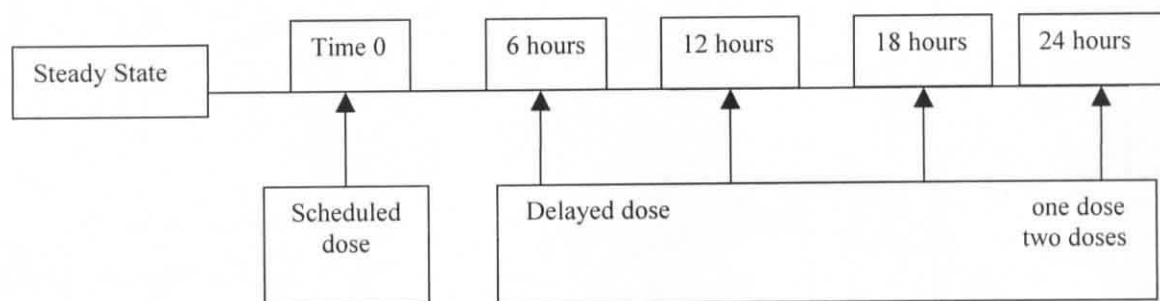 Steady State
Time 0
6 hours
12 hours
18 hours
24 hours
Scheduled
dose
Delayed dose
one dose
two doses